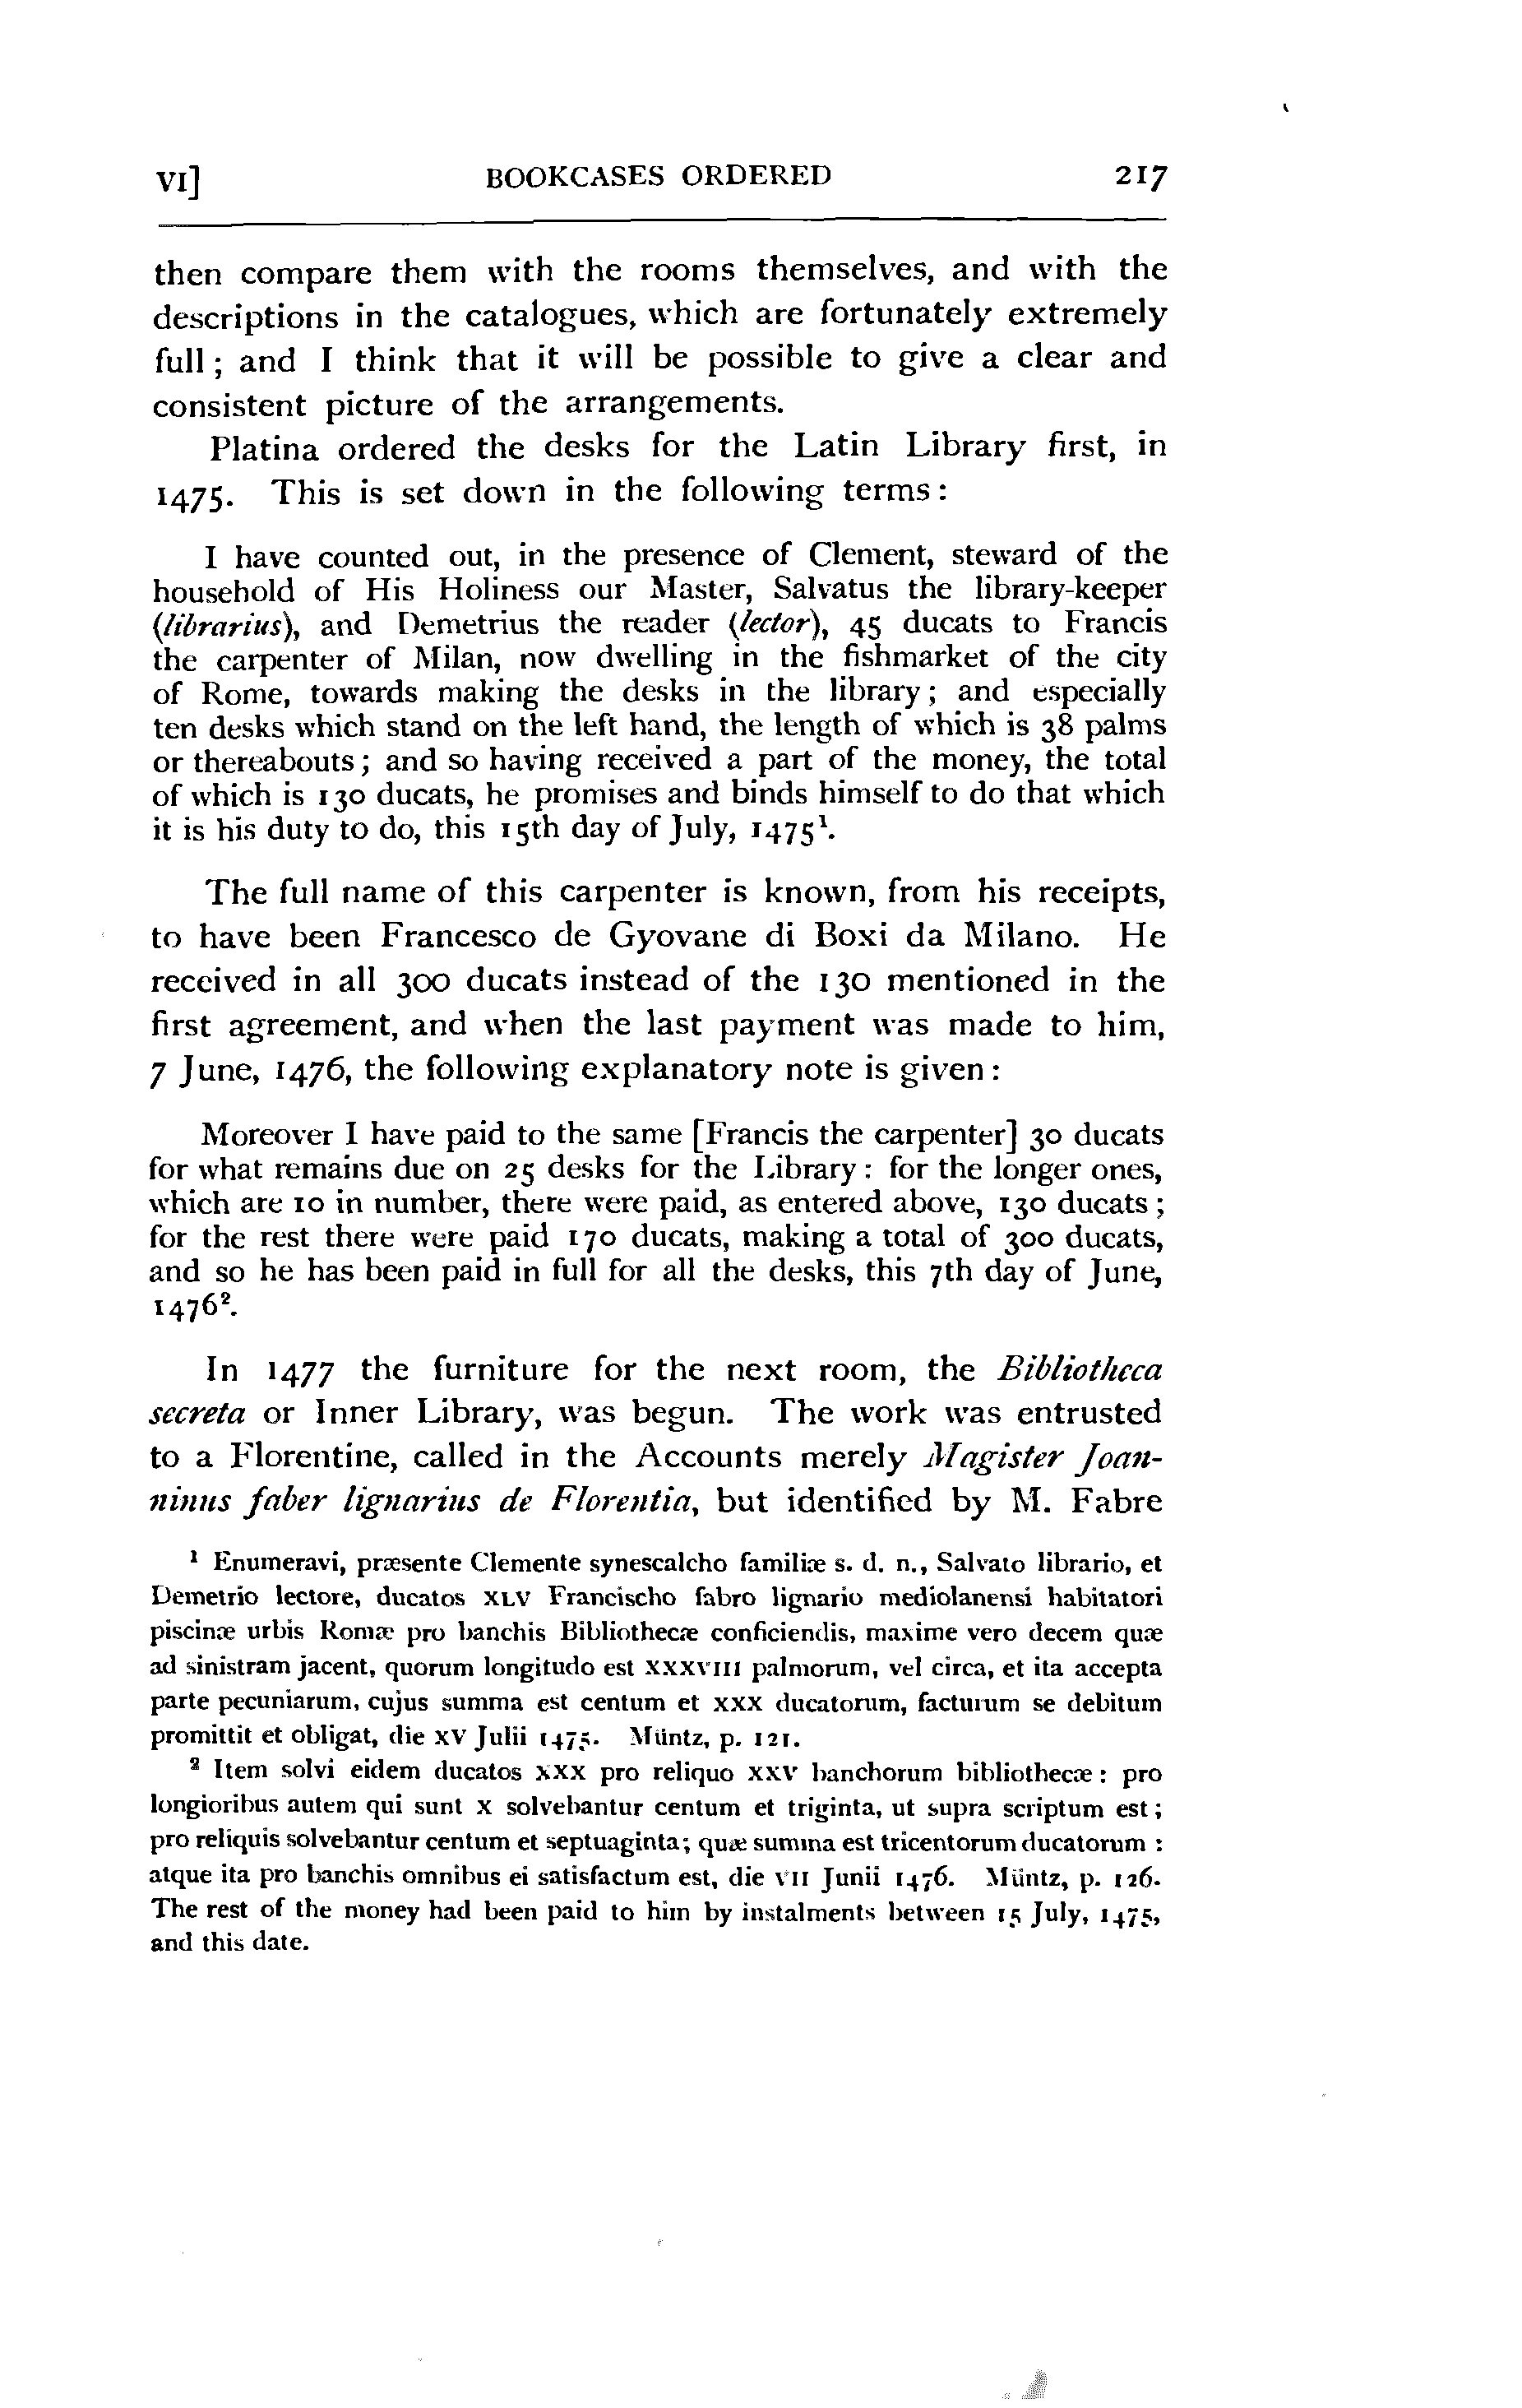 VI] BOOKCASES ORDERED 217
then compare them with the rooms themselves, and with the
descriptions in the catalogues, which are fortunately extremely
full; and I think that it will be possible to give a clear and
consistent picture of the arrangements.
Platina ordered the desks for the Latin Library first, in
1475. This is set down in the following terms:
I have counted out, in the presence of Clement, steward of the
household of His Holiness our Master, Salvatus the library-keeper
(librarius), and Demetrius the reader (lector), 45 ducats to Francis
the carpenter of Milan, now dwelling in the fishmarket of the city
of Rome, towards making the desks in the library; and especially
ten desks which stand on the left hand, the length of which is 38 palms
or thereabouts; and so having received a part of the money, the total
of which is 130 ducats, he promises and binds himself to do that which
it is his duty to do, this 15th day of July, 1475¹.
The full name of this carpenter is known, from his receipts,
to have been Francesco de Gyovane di Boxi da Milano. He
received in all 300 ducats instead of the 130 mentioned in the
first agreement, and when the last payment was made to him,
7 June, 1476, the following explanatory note is given:
Moreover I have paid to the same [Francis the carpenter] 30 ducats
for what remains due on 25 desks for the Library: for the longer ones,
which are 10 in number, there were paid, as entered above, 130 ducats;
for the rest there were paid 170 ducats, making a total of 300 ducats,
and so he has been paid in full for all the desks, this 7th day of June,
1476².
In 1477 the furniture for the next room, the Bibliotheca
secreta or Inner Library, was begun. The work was entrusted
to a Florentine, called in the Accounts merely Magister Joan-
ninus faber lignarius de Florentia, but identified by M. Fabre
¹ Enumeravi, præsente Clemente synescalcho familiæ s. d. n., Salvato librario, et
Demetrio lectore, ducatos XLV Francischo fabro lignario mediolanensi habitatori
piscinæ urbis Romæ pro banchis Bibliothecæ conficiendis, maxime vero decem quæ
ad sinistram jacent, quorum longitudo est XXXVIII palmorum, vel circa, et ita accepta
parte pecuniarum, cujus summa est centum et XXX ducatorum, facturum se debitum
promittit et obligat, die XV Julii 1475. Müntz, p. 121.
² Item solvi eidem ducatos XXX pro reliquo XXV banchorum bibliothecæ: pro
longioribus autem qui sunt X solvebantur centum et triginta, ut supra scriptum est;
pro reliquis solvebantur centum et septuaginta; quæ summa est tricentorum ducatorum:
atque ita pro banchis omnibus ei satisfactum est, die VII Junii 1476. Müntz, p. 126.
The rest of the money had been paid to him by instalments between 15 July, 1475,
and this date.